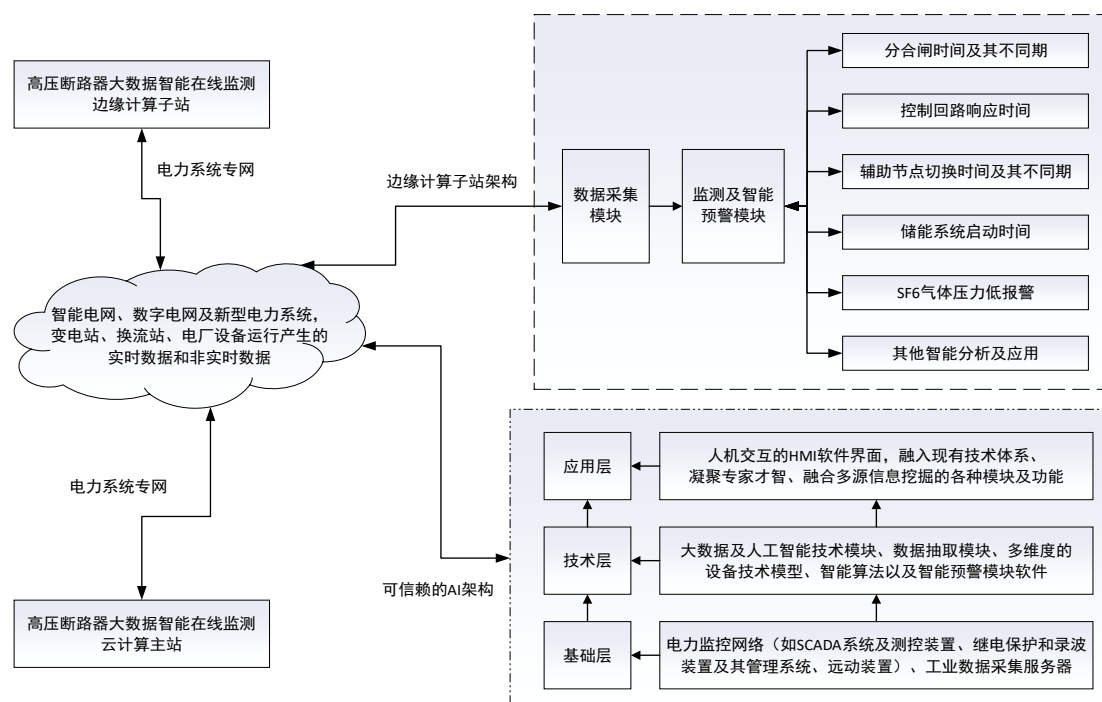 高压断路器大数据智能在线监测
边缘计算子站
电力系统专网
智能电网、数字电网及新型电力系统，
变电站、换流站、电厂设备运行产生的
实时数据和非实时数据
电力系统专网
高压断路器大数据智能在线监测
云计算主站
边缘计算子站架构
数据采集
模块
监测及智能
预警模块
分合闸时间及其不同期
控制回路响应时间
辅助节点切换时间及其不同期
储能系统启动时间
SF6气体压力低报警
其他智能分析及应用
可信赖的AI架构
应用层
人机交互的HMI软件界面，融入现有技术体系、
凝聚专家才智、融合多源信息挖掘的各种模块及功能
技术层
大数据及人工智能技术模块、数据抽取模块、多维度的
设备技术模型、智能算法以及智能预警模块软件
基础层
电力监控网络（如SCADA系统及测控装置、继电保护和录波
装置及其管理系统、远动装置）、工业数据采集服务器